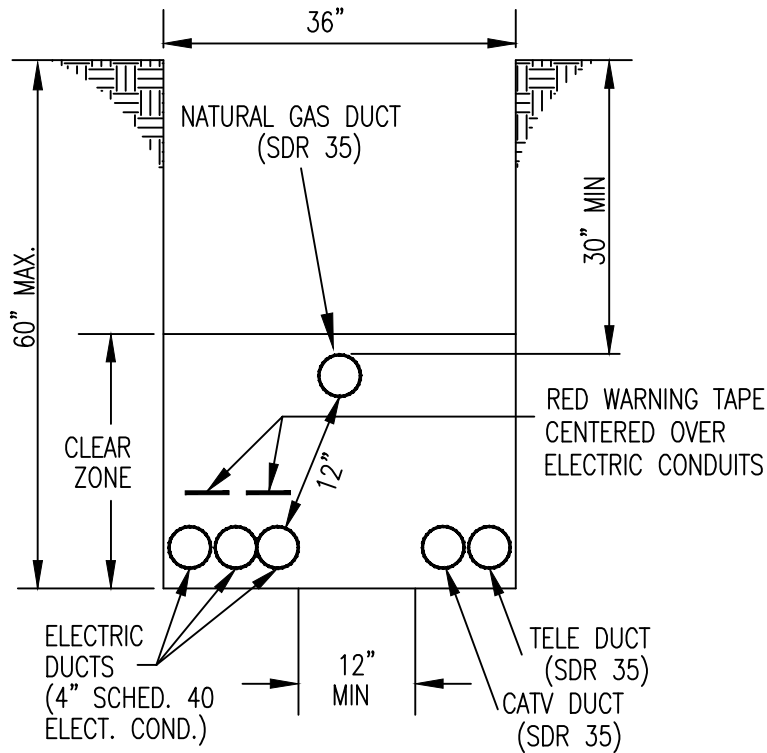 36”
NATURAL GAS DUCT
(SDR 35)
60” MAX.
30” MIN
CLEAR
ZONE
12”
RED WARNING TAPE
CENTERED OVER
ELECTRIC CONDUITS
ELECTRIC
DUCTS
(4” SCHED. 40
ELECT. COND.)
12”
MIN
TELE DUCT
(SDR 35)
CATV DUCT
(SDR 35)